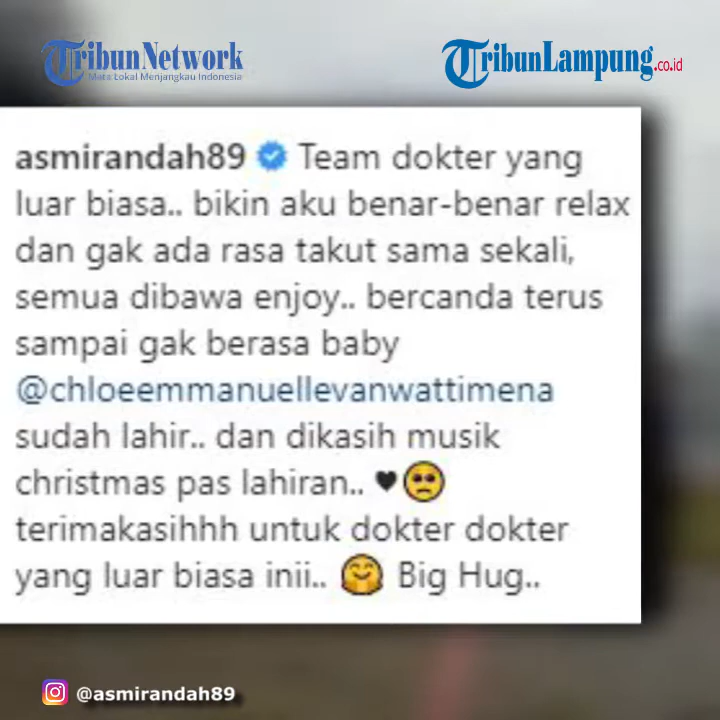 TribunNetwork
Mata Lokal Menjangkau Indonesia
TribunLampung.co.id
asmirandah89 Team dokter yang
luar biasa.. bikin aku benar-benar relax
dan gak ada rasa takut sama sekali,
semua dibawa enjoy.. bercanda terus
sampai gak berasa baby
@chloeemmanuellevanwattimena
sudah lahir.. dan dikasih musik
christmas pas lahiran.. ♥🥺
terimakasihhh untuk dokter dokter
yang luar biasa inii.. 🤗 Big Hug..
@asmirandah89